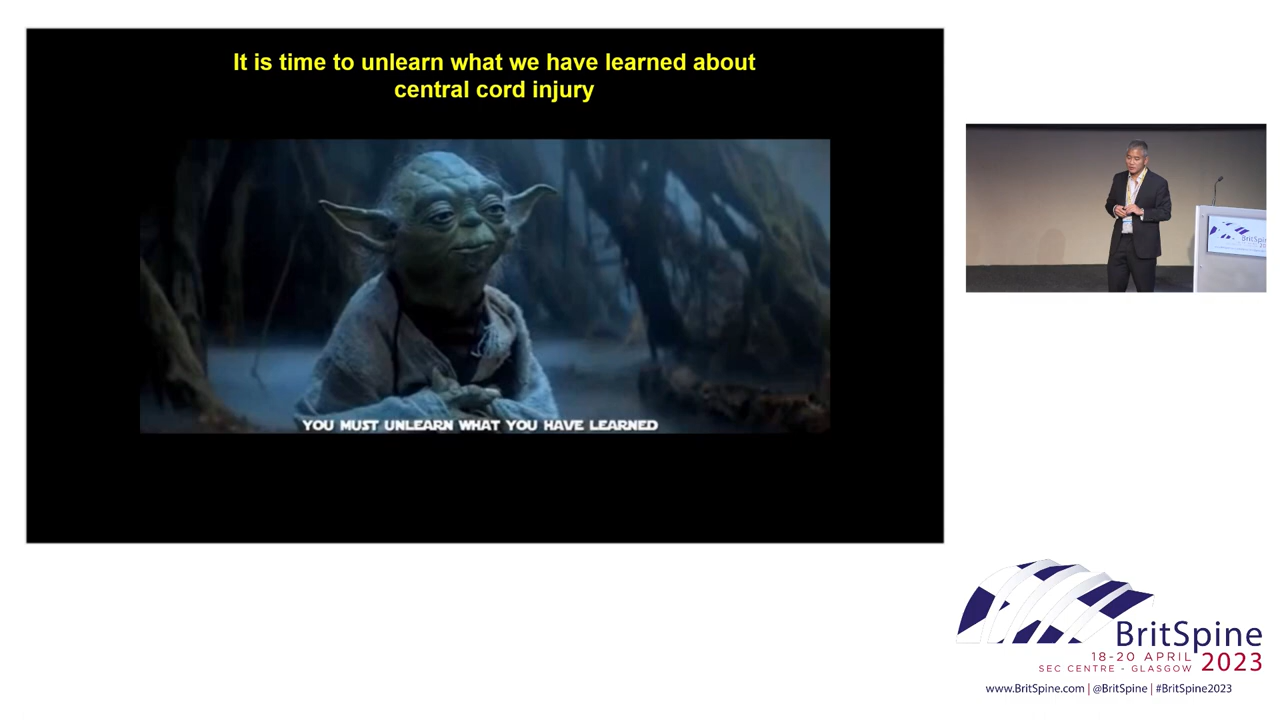 It is time to unlearn what we have learned about
central cord injury
YOU MUST UNLEARN WHAT YOU HAVE LEARNED
BritSpine
18-20 APRIL
SEC CENTRE - GLASGOW
2023
www.BritSpine.com | @BritSpine | #BritSpine2023